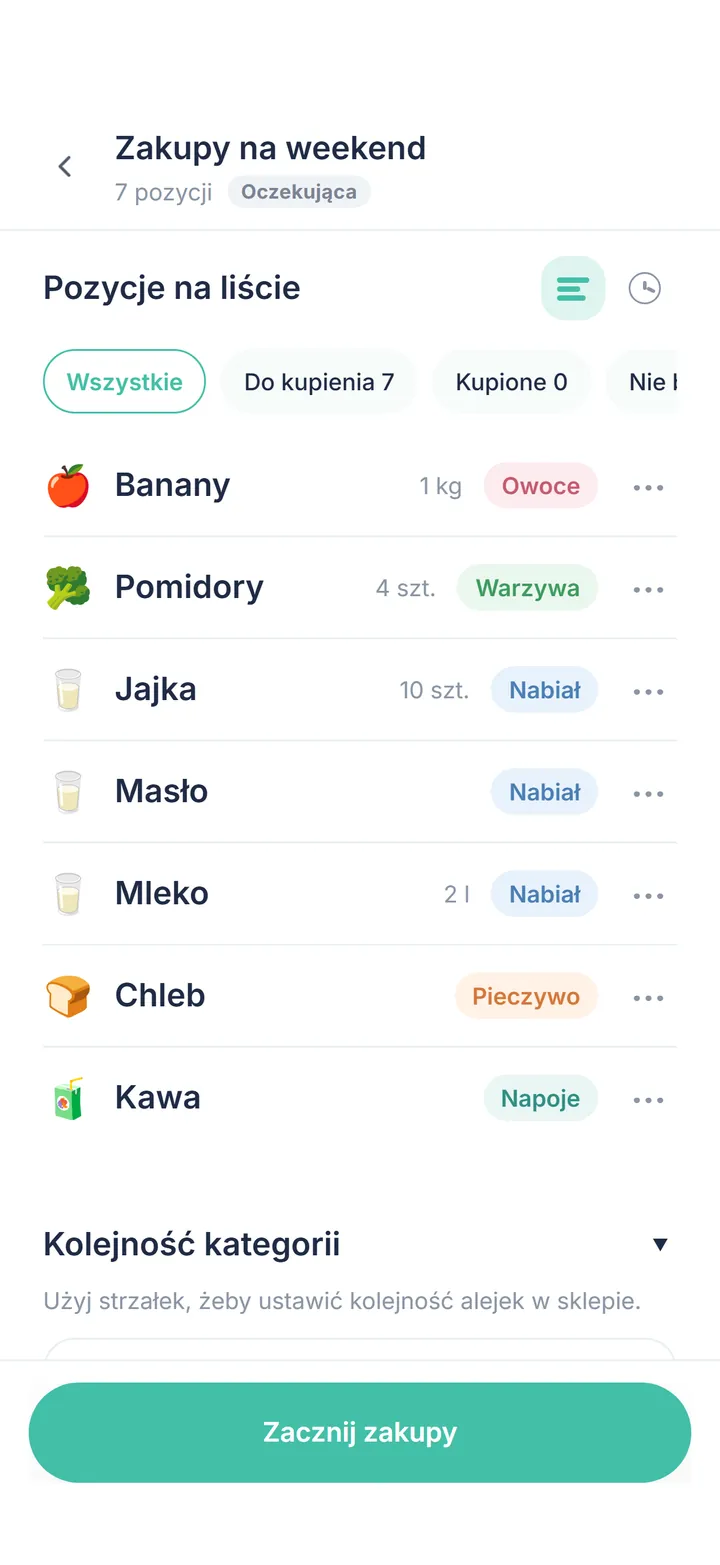 Zakupy na weekend
7 pozycji Oczekująca
Pozycje na liście
Wszystkie Do kupienia 7 Kupione 0 Nie
Banany 1 kg Owoce
Pomidory 4 szt. Warzywa
Jajka 10 szt. Nabiał
Masło Nabiał
Mleko 2 l Nabiał
Chleb Pieczywo
Kawa Napoje
Kolejność kategorii
Użyj strzałek, żeby ustawić kolejność alejek w sklepie.
Zacznij zakupy